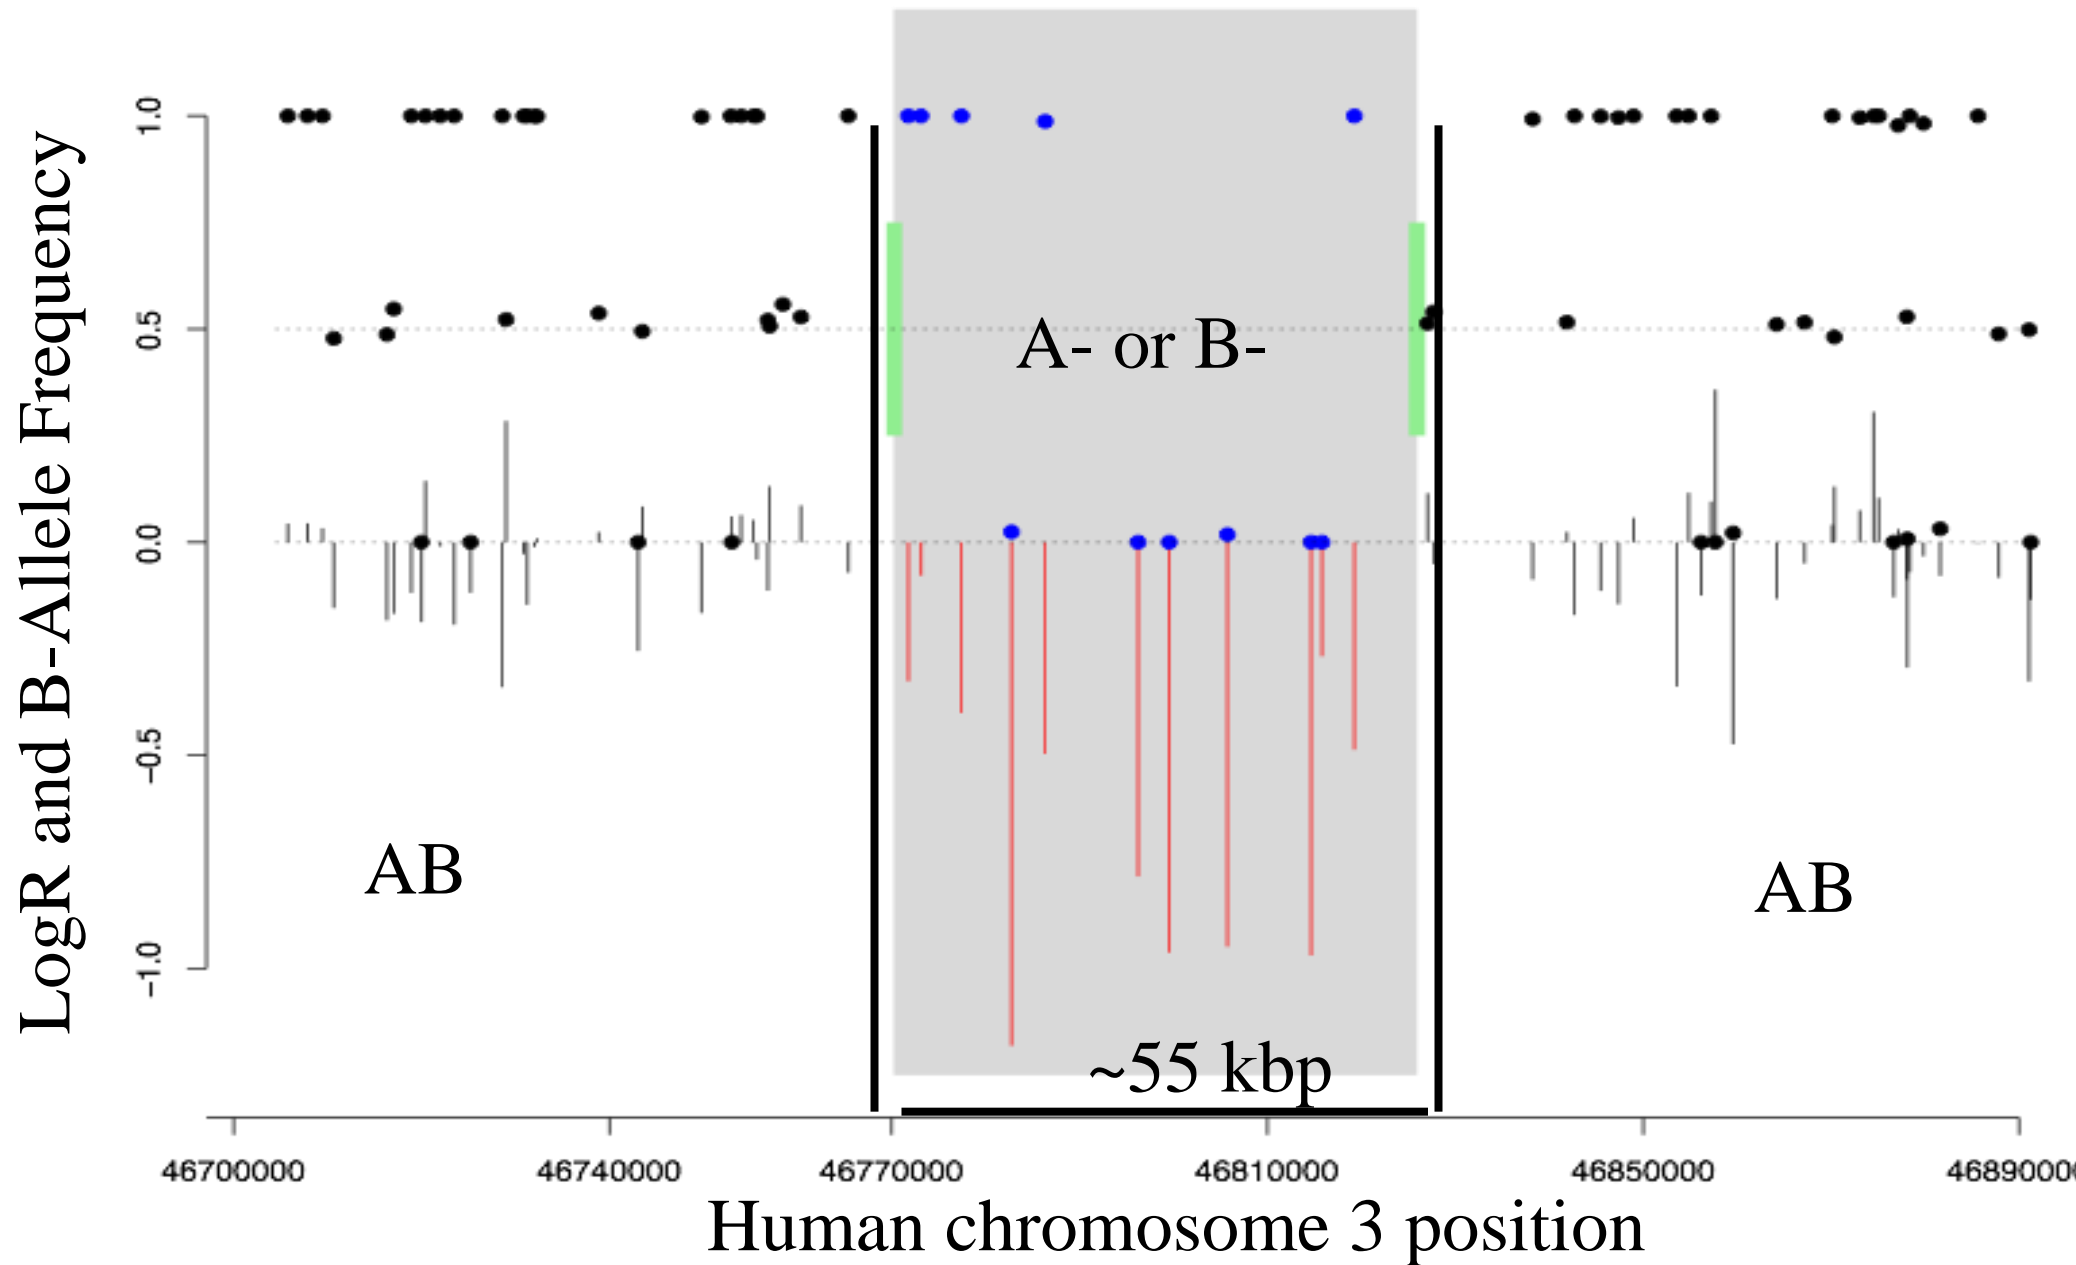 LogR and B-Allele Frequency
1.0
0.5
0.0
-0.5
-1.0
A- or B-
AB
AB
~55 kbp
46700000 46740000 46770000 46810000 46850000 46890000
Human chromosome 3 position